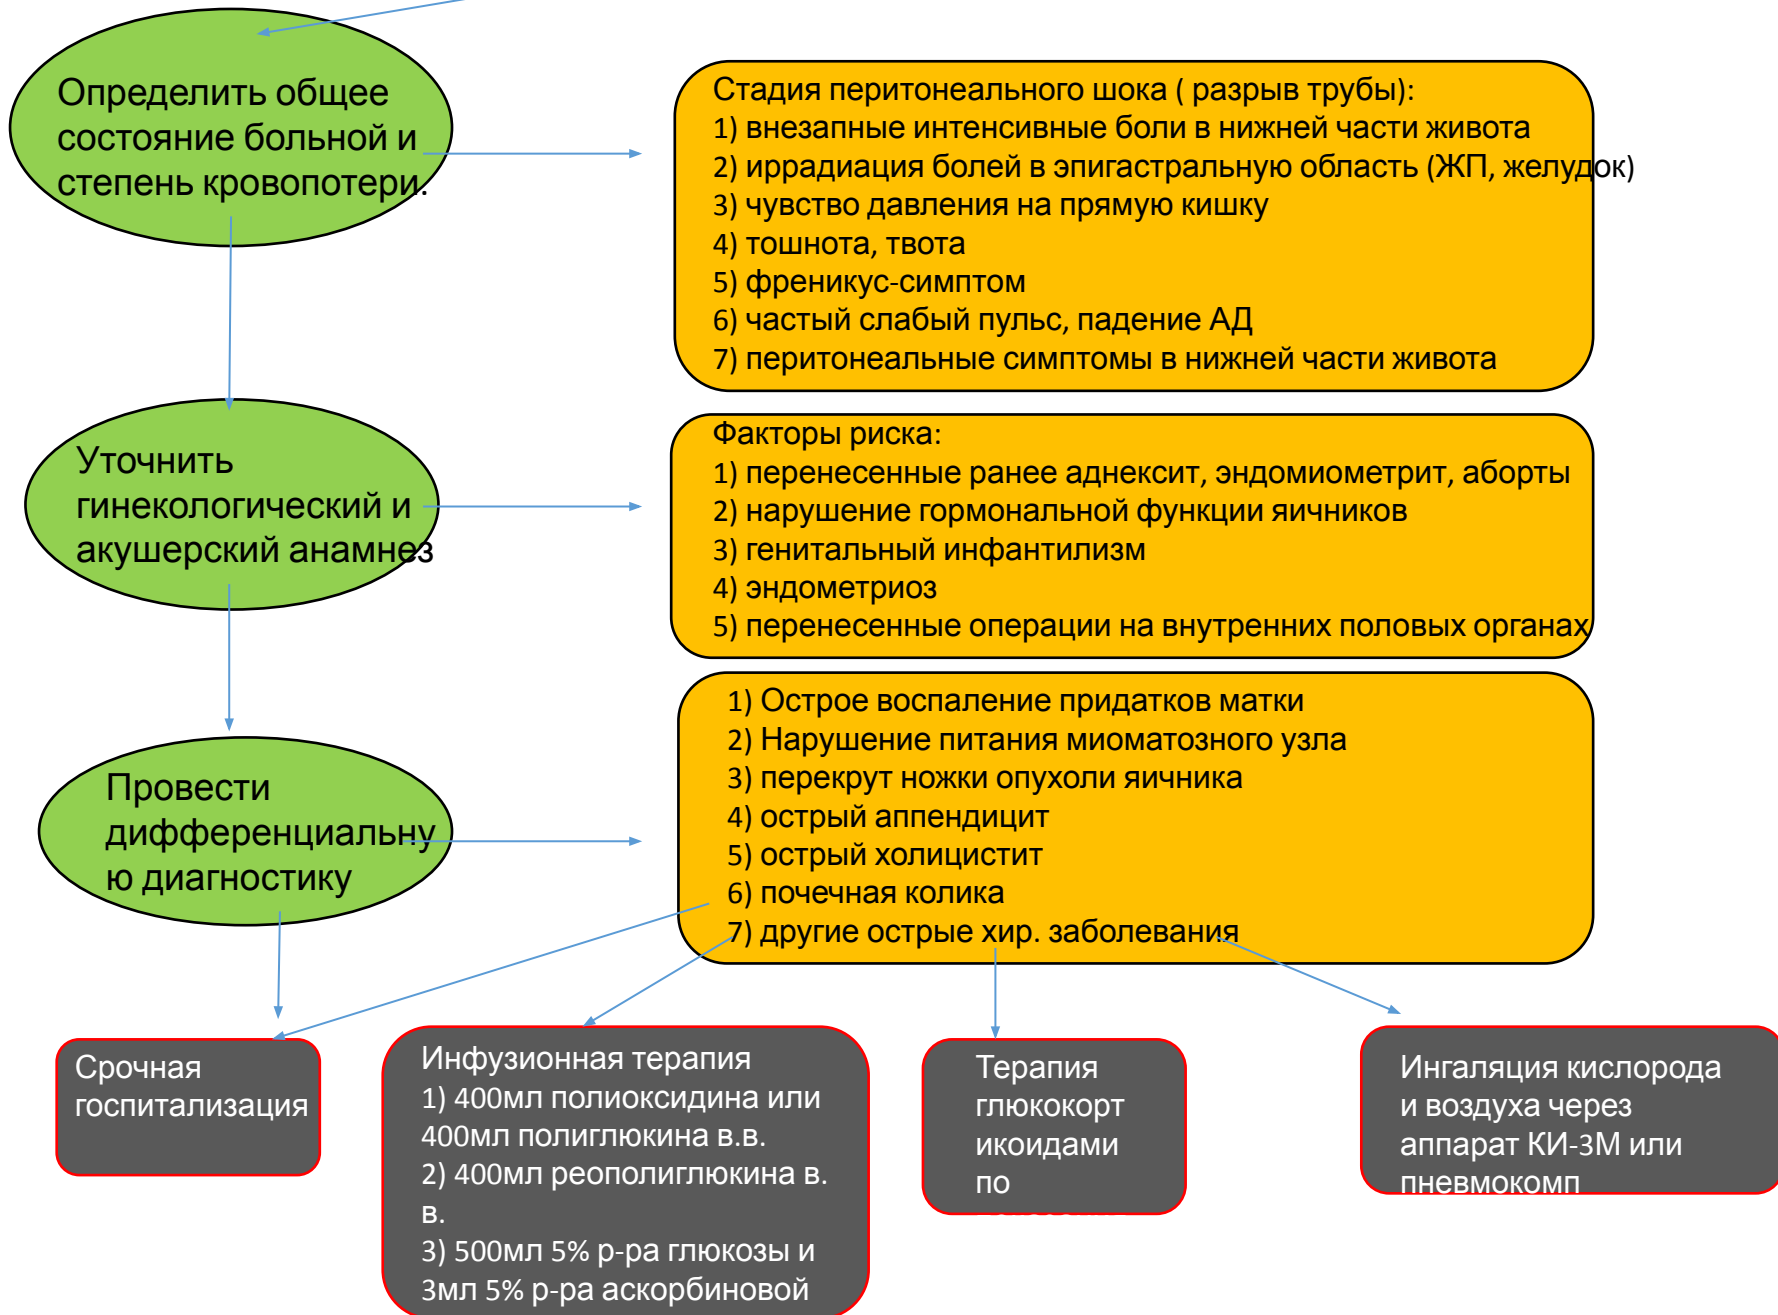 Определить общее
состояние больной и
степень кровопотери.
Стадия перитонеального шока ( разрыв трубы):
1) внезапные интенсивные боли в нижней части живота
2) иррадиация болей в эпигастральную область (ЖП, желудок)
3) чувство давления на прямую кишку
4) тошнота, твота
5) френикус-симптом
6) частый слабый пульс, падение АД
7) перитонеальные симптомы в нижней части живота
Уточнить
гинекологический и
акушерский анамнез
Факторы риска:
1) перенесенные ранее аднексит, эндомиометрит, аборты
2) нарушение гормональной функции яичников
3) генитальный инфантилизм
4) эндометриоз
5) перенесенные операции на внутренних половых органах
Провести
дифференциальну
ю диагностику
1) Острое воспаление придатков матки
2) Нарушение питания миоматозного узла
3) перекрут ножки опухоли яичника
4) острый аппендицит
5) острый холицистит
6) почечная колика
7) другие острые хир. заболевания
Срочная
госпитализация
Инфузионная терапия
1) 400мл полиоксидина или
400мл полиглюкина в.в.
2) 400мл реополиглюкина в.
в.
3) 500мл 5% р-ра глюкозы и
3мл 5% р-ра аскорбиновой
Терапия
глюкокорт
икоидами
по
Ингаляция кислорода
и воздуха через
аппарат КИ-3М или
пневмокомп